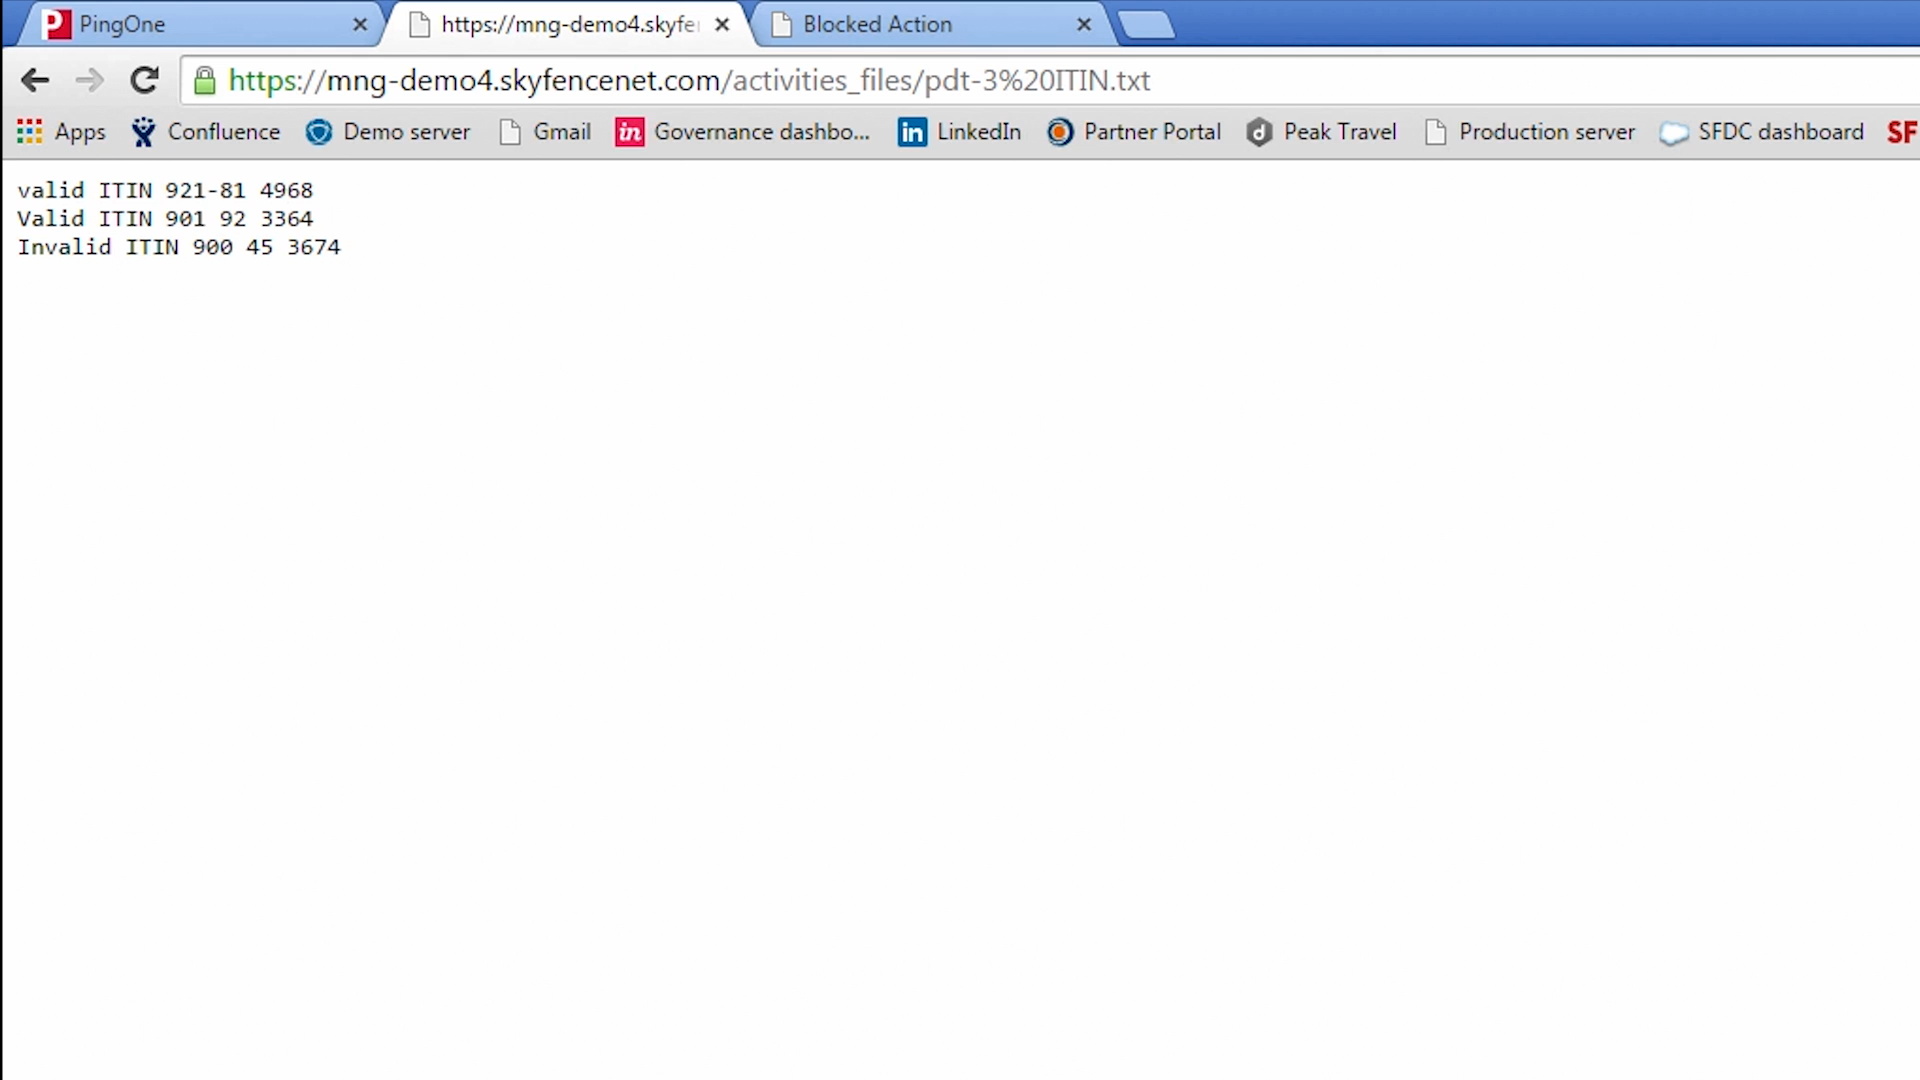 PingOne
https://mng-demo4.skyfe
Blocked Action
https://mng-demo4.skyfencenet.com/activities_files/pdt-3%20ITIN.txt
Apps Confluence Demo server Gmail in Governance dashbo... in LinkedIn Partner Portal Peak Travel Production server SFDC dashboard SF
valid ITIN 921-81 4968
Valid ITIN 901 92 3364
Invalid ITIN 900 45 3674